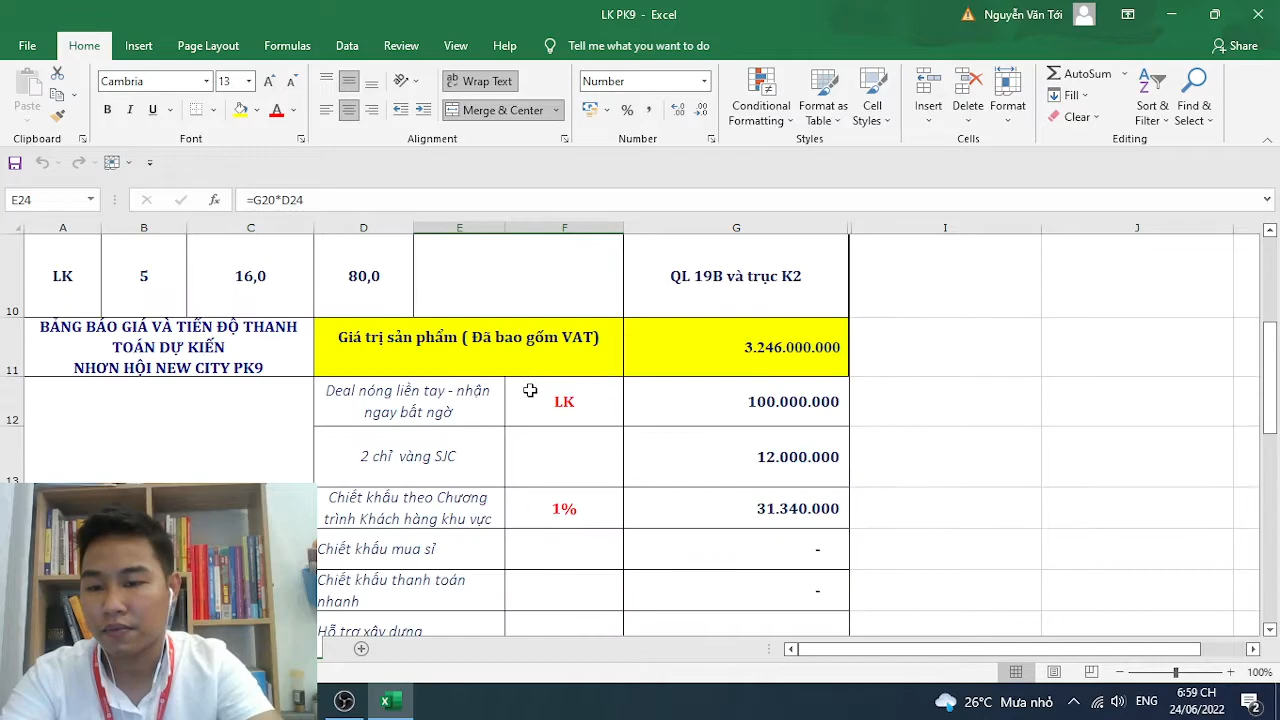 LK PK9 - Excel
Nguyễn Văn Tới
File Home Insert Page Layout Formulas Data Review View Help Tell me what you want to do Share
Cambria 13 Wrap Text Number AutoSum
Paste B I U Merge & Center % Conditional Formatting Format as Table Cell Styles Insert Delete Format Fill Clear Sort & Filter Find & Select
Clipboard Font Alignment Number Styles Cells Editing
E24 fx =G20*D24
A B C D E F G I J
10 LK 5 16,0 80,0 QL 19B và trục K2
11 BẢNG BÁO GIÁ VÀ TIẾN ĐỘ THANH
TOÁN DỰ KIẾN
NHƠN HỘI NEW CITY PK9
Giá trị sản phẩm ( Đã bao gồm VAT) 3.246.000.000
12 Deal nóng liền tay - nhận
ngay bất ngờ
LK 100.000.000
13 2 chỉ vàng SJC 12.000.000
Chiết khấu theo Chương
trình Khách hàng khu vực
1% 31.340.000
Chiết khấu mua sỉ -
Chiết khấu thanh toán
nhanh
-
Hỗ trợ xây dựng
100%
26°C Mưa nhỏ ENG 6:59 CH
24/06/2022
2